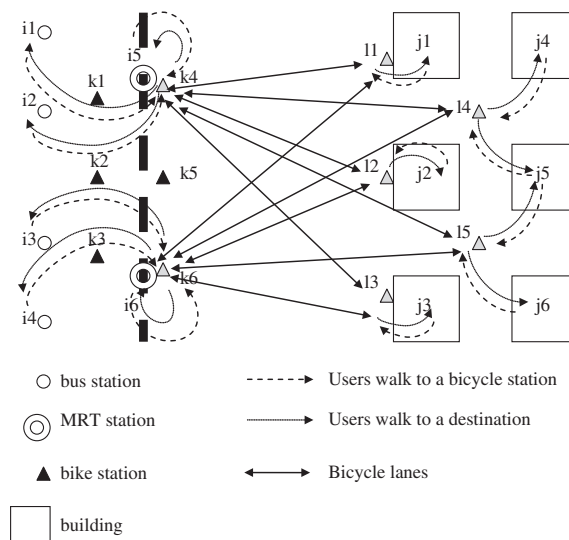 i1
i5
l1
j1
j4
k1
k4
i2
l4
k2
k5
l2
j2
j5
i3
k3
l5
k6
l3
i6
j3
j6
i4
bus station
Users walk to a bicycle station
MRT station
Users walk to a destination
bike station
Bicycle lanes
building